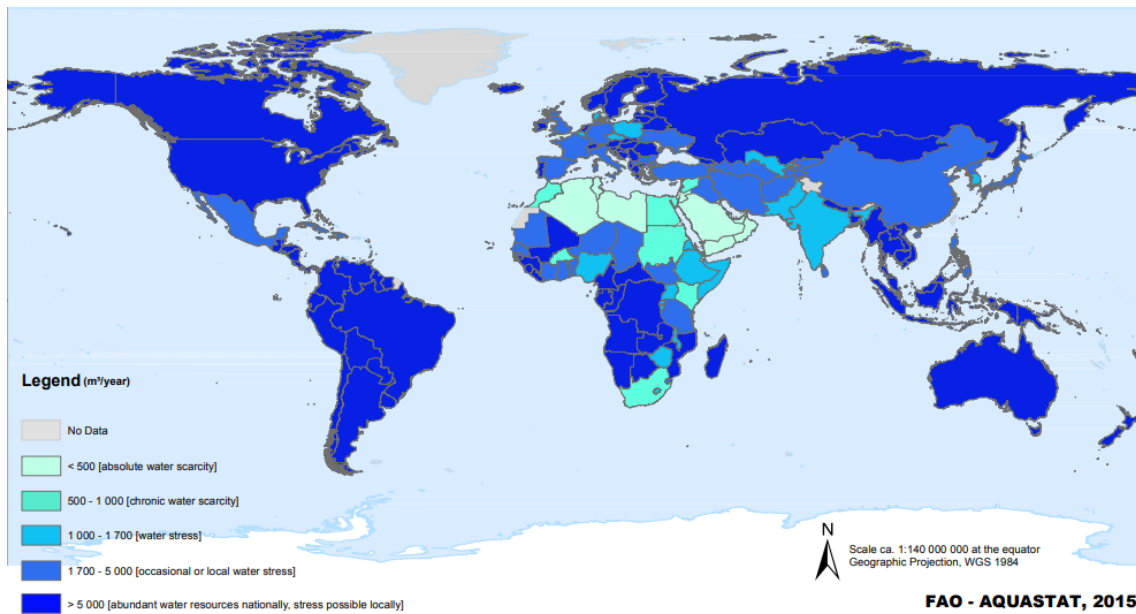 Legend (m³/year)
No Data
< 500 [absolute water scarcity]
500 - 1 000 [chronic water scarcity]
1 000 - 1 700 [water stress]
1 700 - 5 000 [occasional or local water stress]
> 5 000 [abundant water resources nationally, stress possible locally]
N
Scale ca. 1:140 000 000 at the equator
Geographic Projection, WGS 1984
FAO - AQUASTAT, 2015